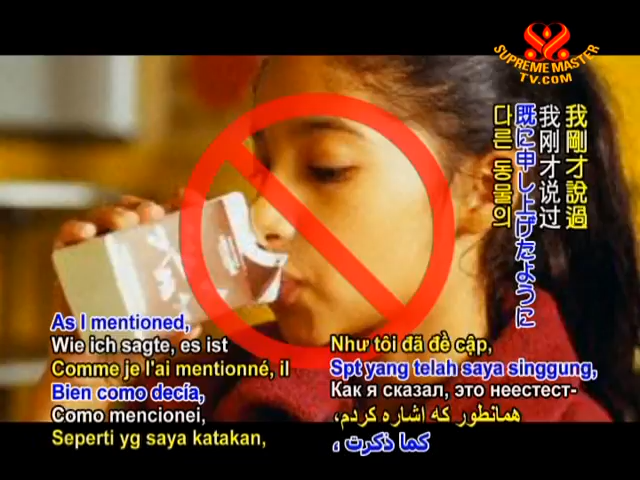 SUPREME MASTER
TV.COM
我剛才說過
我刚才说过
既に申し上げたように
다른 동물의
As I mentioned,
Wie ich sagte, es ist
Comme je l'ai mentionné, il
Bien como decía,
Como mencionei,
Seperti yg saya katakan,
Như tôi đã đề cập,
Spt yang telah saya singgung,
Как я сказал, это неестест-
همانطور که اشاره کردم،
كما ذكرت ،